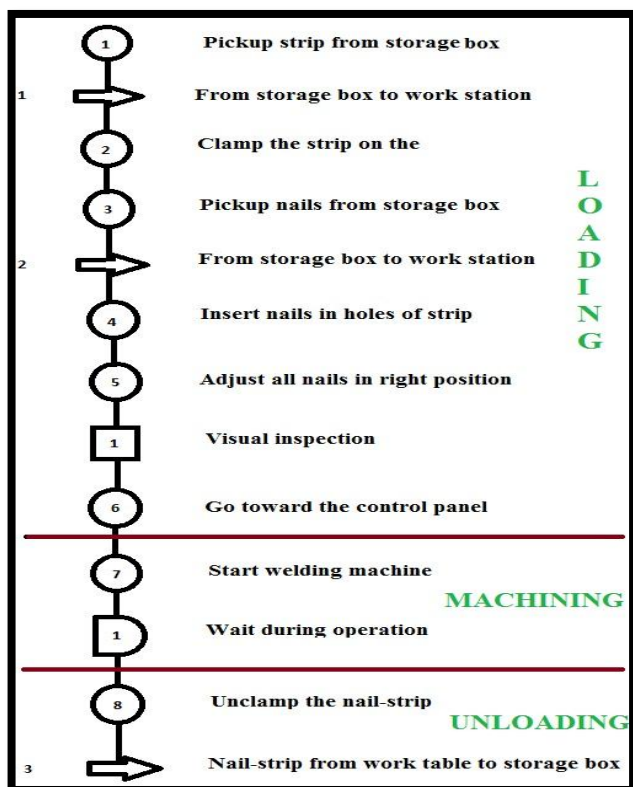 1 Pickup strip from storage box
1 From storage box to work station
2 Clamp the strip on the
3 Pickup nails from storage box
2 From storage box to work station
4 Insert nails in holes of strip
5 Adjust all nails in right position
1 Visual inspection
6 Go toward the control panel
LOADING
7 Start welding machine
MACHINING
1 Wait during operation
8 Unclamp the nail-strip
UNLOADING
3 Nail-strip from work table to storage box